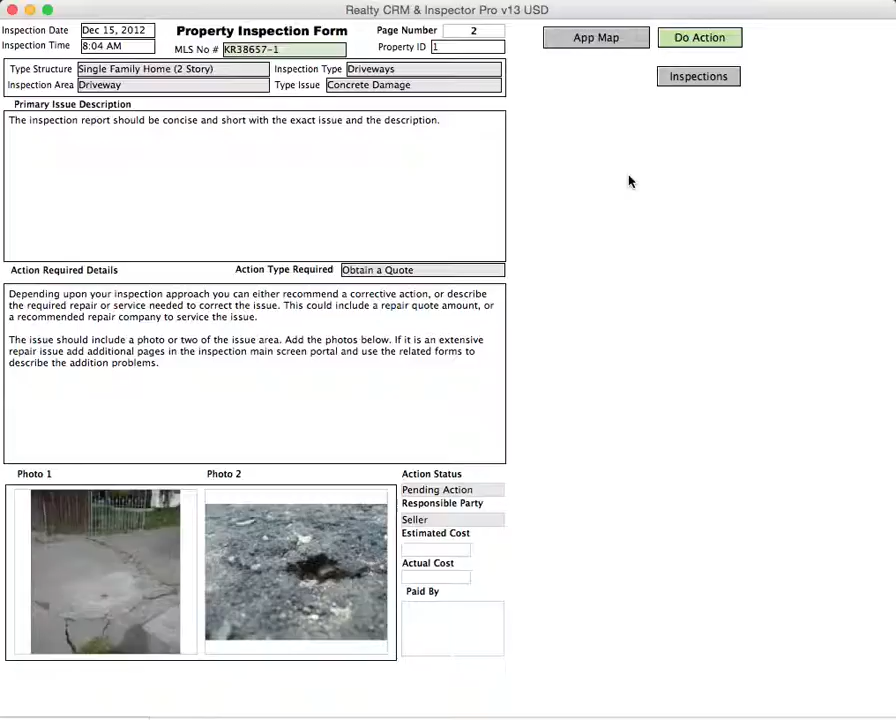 Realty CRM & Inspector Pro v13 USD
Inspection Date Dec 15, 2012 Property Inspection Form Page Number 2 App Map Do Action
Inspection Time 8:04 AM MLS No # KR38657-1 Property ID 1
Type Structure Single Family Home (2 Story) Inspection Type Driveways Inspections
Inspection Area Driveway Type Issue Concrete Damage
Primary Issue Description
The inspection report should be concise and short with the exact issue and the description.
Action Required Details Action Type Required Obtain a Quote
Depending upon your inspection approach you can either recommend a corrective action, or describe
the required repair or service needed to correct the issue. This could include a repair quote amount, or
a recommended repair company to service the issue.
The issue should include a photo or two of the issue area. Add the photos below. If it is an extensive
repair issue add additional pages in the inspection main screen portal and use the related forms to
describe the addition problems.
Photo 1 Photo 2 Action Status
Pending Action
Responsible Party
Seller
Estimated Cost
Actual Cost
Paid By